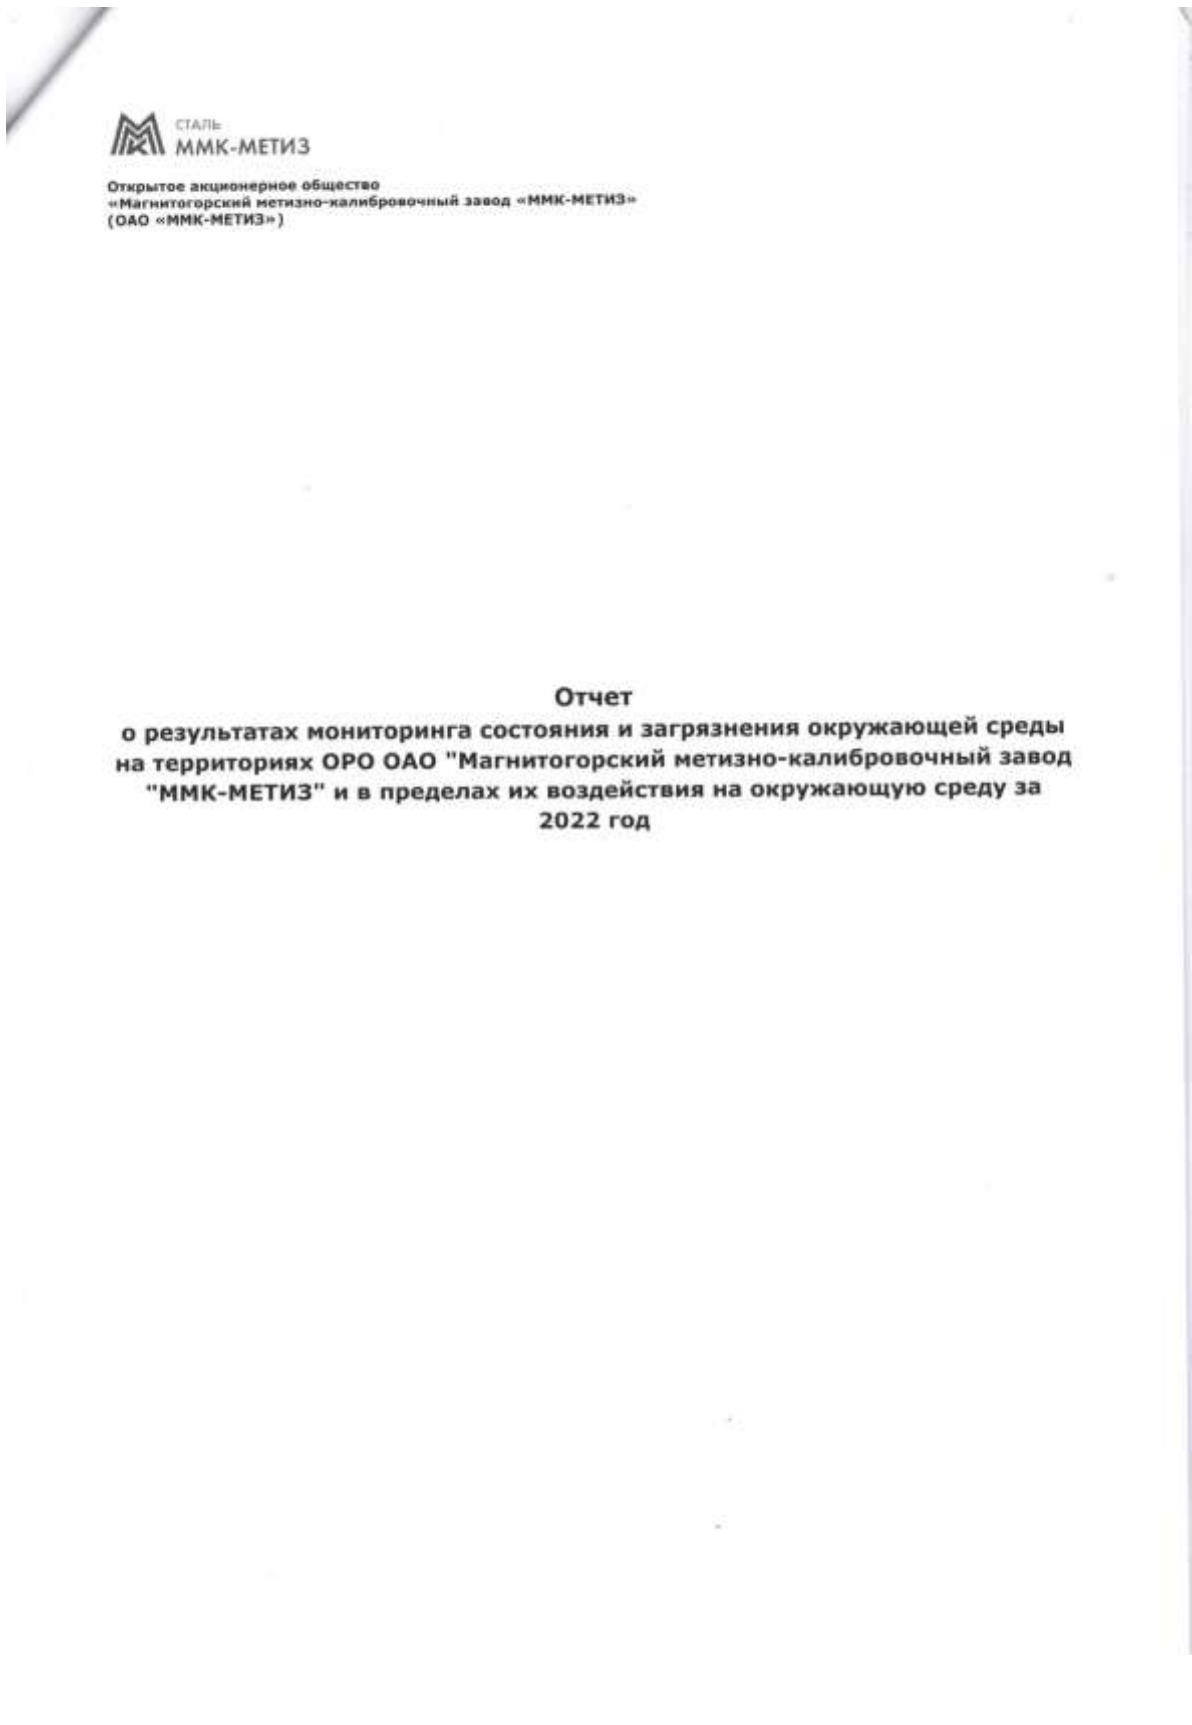 СТАЛЬ
ММК-МЕТИЗ
Открытое акционерное общество
«Магнитогорский метизно-калибровочный завод «ММК-МЕТИЗ»
(ОАО «ММК-МЕТИЗ»)
Отчет
о результатах мониторинга состояния и загрязнения окружающей среды
на территориях ОРО ОАО "Магнитогорский метизно-калибровочный завод
"ММК-МЕТИЗ" и в пределах их воздействия на окружающую среду за
2022 год